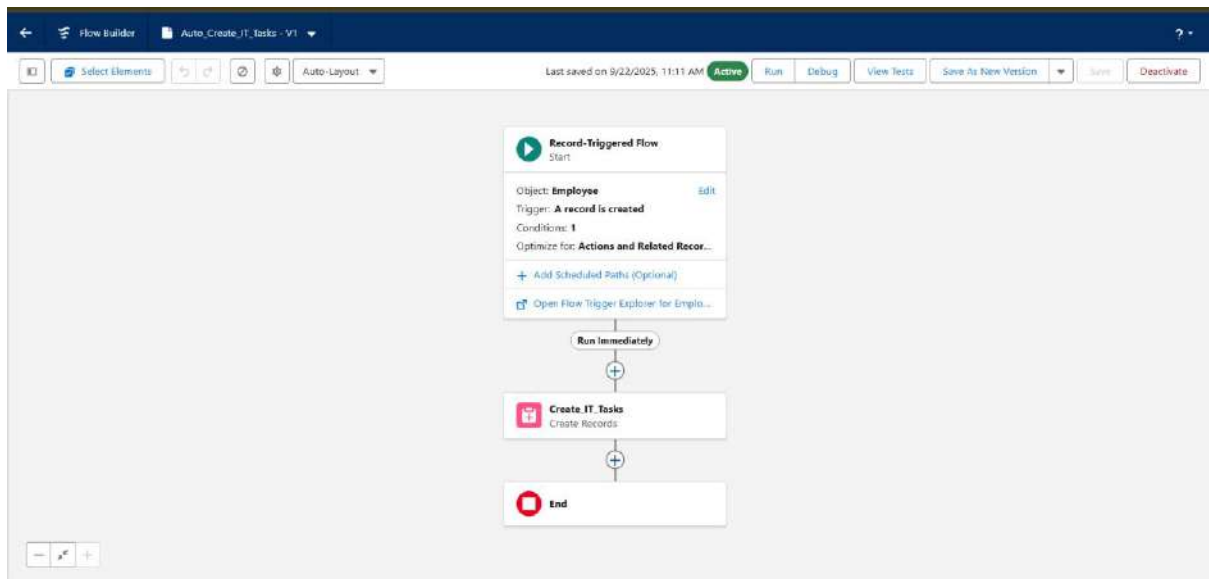 Flow Builder
Auto_Create_IT_Tasks - V1
?
Select Elements
Auto-Layout
Last saved on 9/22/2025, 11:11 AM
Active
Run
Debug
View Tests
Save As New Version
Save
Deactivate
Record-Triggered Flow
Start
Object: Employee
Edit
Trigger: A record is created
Conditions: 1
Optimize for: Actions and Related Recor...
+ Add Scheduled Paths (Optional)
Open Flow Trigger Explorer for Emplo...
Run Immediately
Create_IT_Tasks
Create Records
End